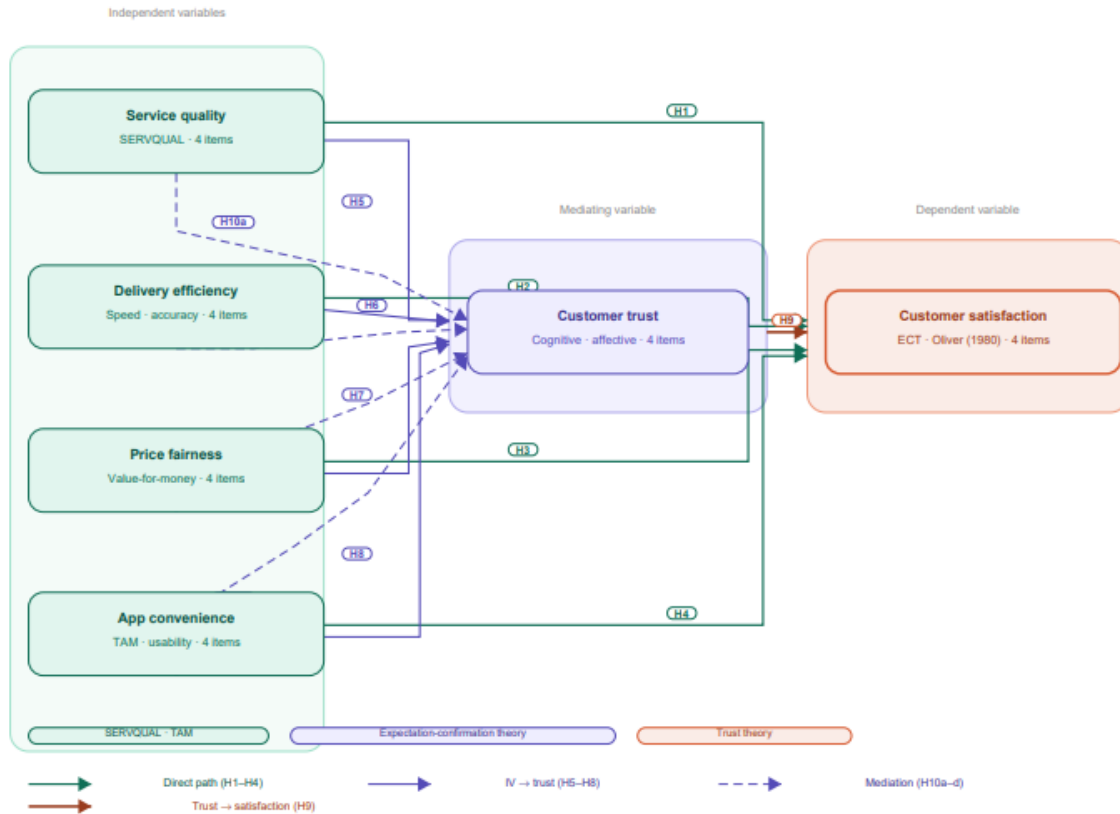 Independent variables
Service quality
SERVQUAL · 4 items
H1
H5
H10a
Mediating variable
Dependent variable
Delivery efficiency
Speed · accuracy · 4 items
H6
H2
Customer trust
Cognitive · affective · 4 items
H9
Customer satisfaction
ECT · Oliver (1980) · 4 items
H7
Price fairness
Value-for-money · 4 items
H3
H8
App convenience
TAM · usability · 4 items
H4
SERVQUAL · TAM
Expectation-confirmation theory
Trust theory
Direct path (H1–H4)
IV → trust (H5–H8)
Mediation (H10a–d)
Trust → satisfaction (H9)